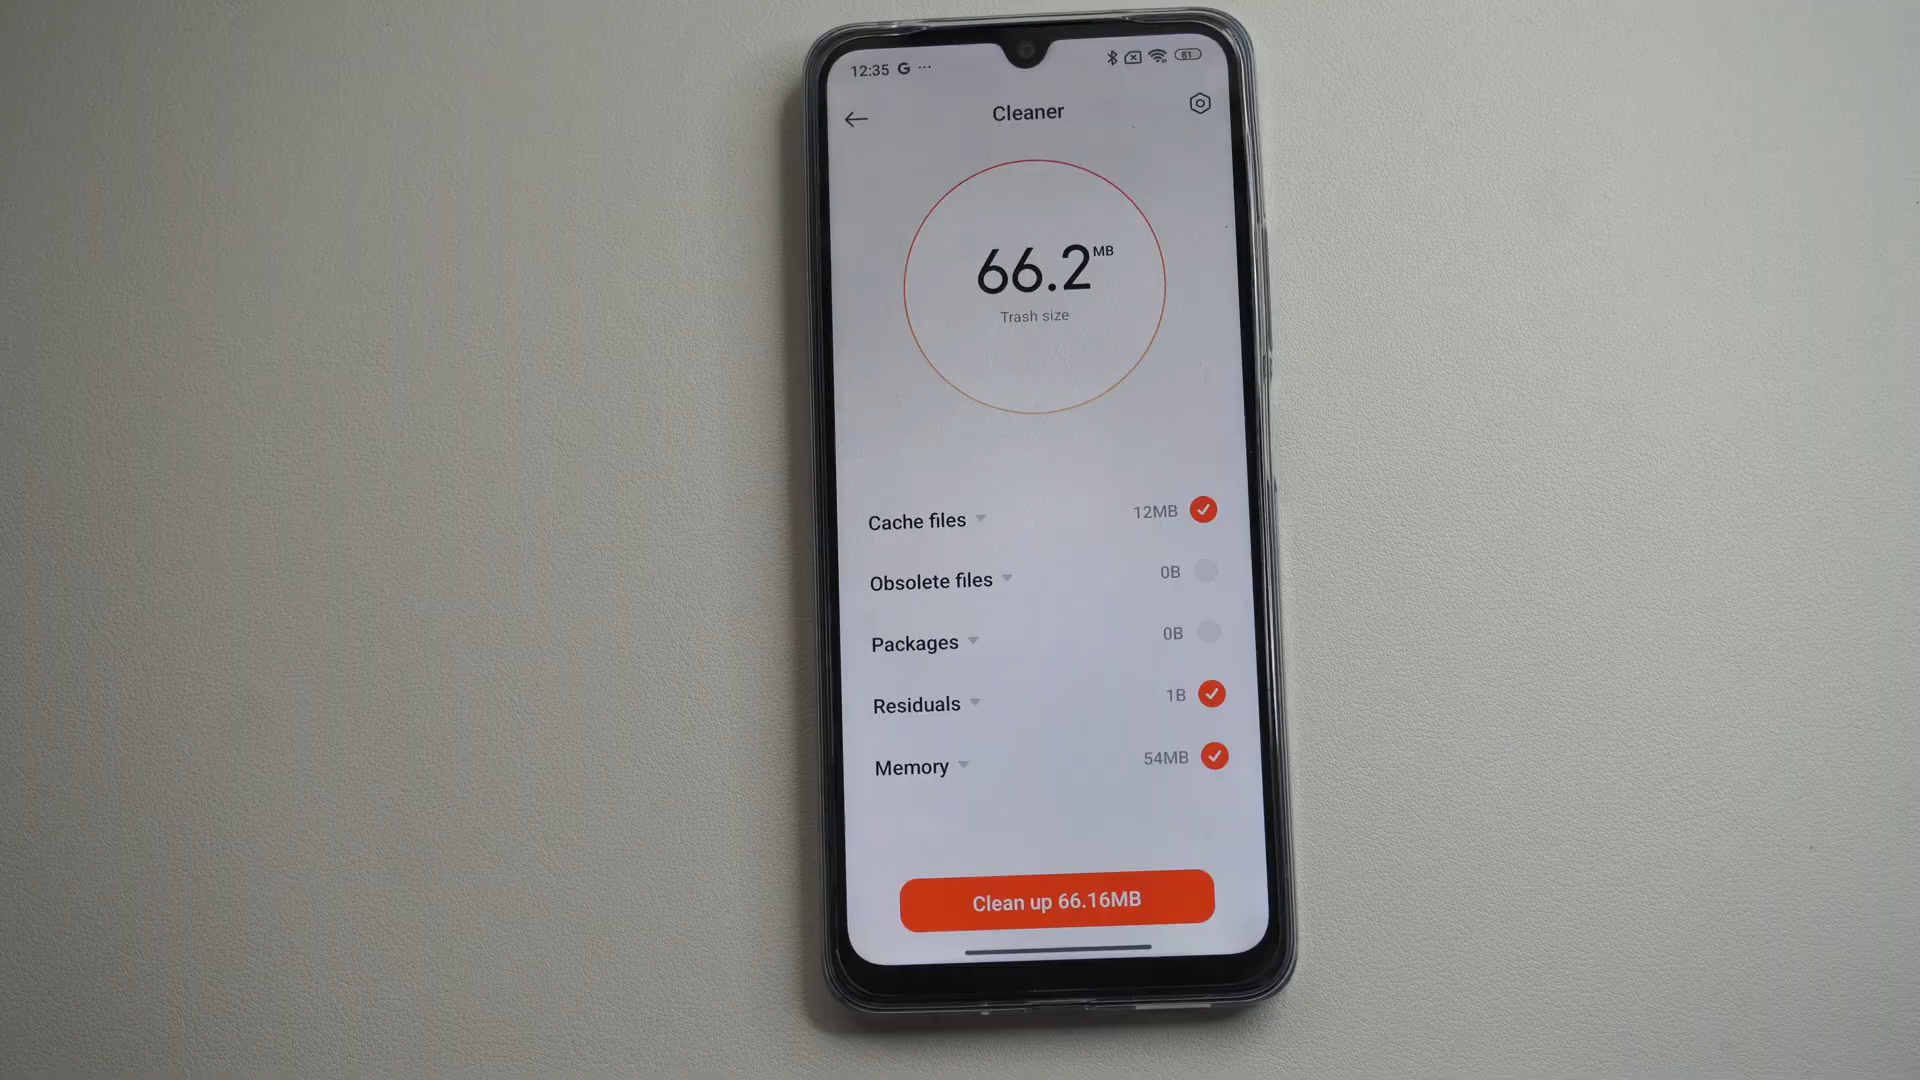 12:35 G ··· 81
Cleaner
66.2 MB
Trash size
Cache files 12MB
Obsolete files 0B
Packages 0B
Residuals 1B
Memory 54MB
Clean up 66.16MB